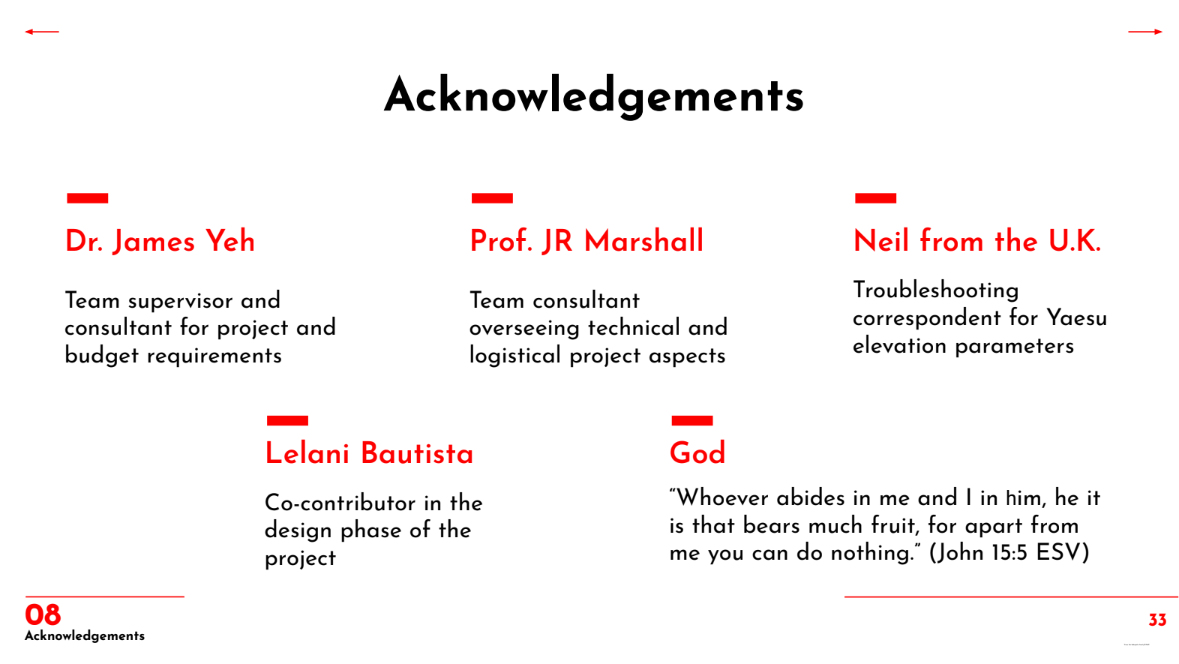 Acknowledgements
Dr. James Yeh
Team supervisor and
consultant for project and
budget requirements
Prof. JR Marshall
Team consultant
overseeing technical and
logistical project aspects
Neil from the U.K.
Troubleshooting
correspondent for Yaesu
elevation parameters
Lelani Bautista
Co-contributor in the
design phase of the
project
God
“Whoever abides in me and I in him, he it
is that bears much fruit, for apart from
me you can do nothing.” (John 15:5 ESV)
08
Acknowledgements
33